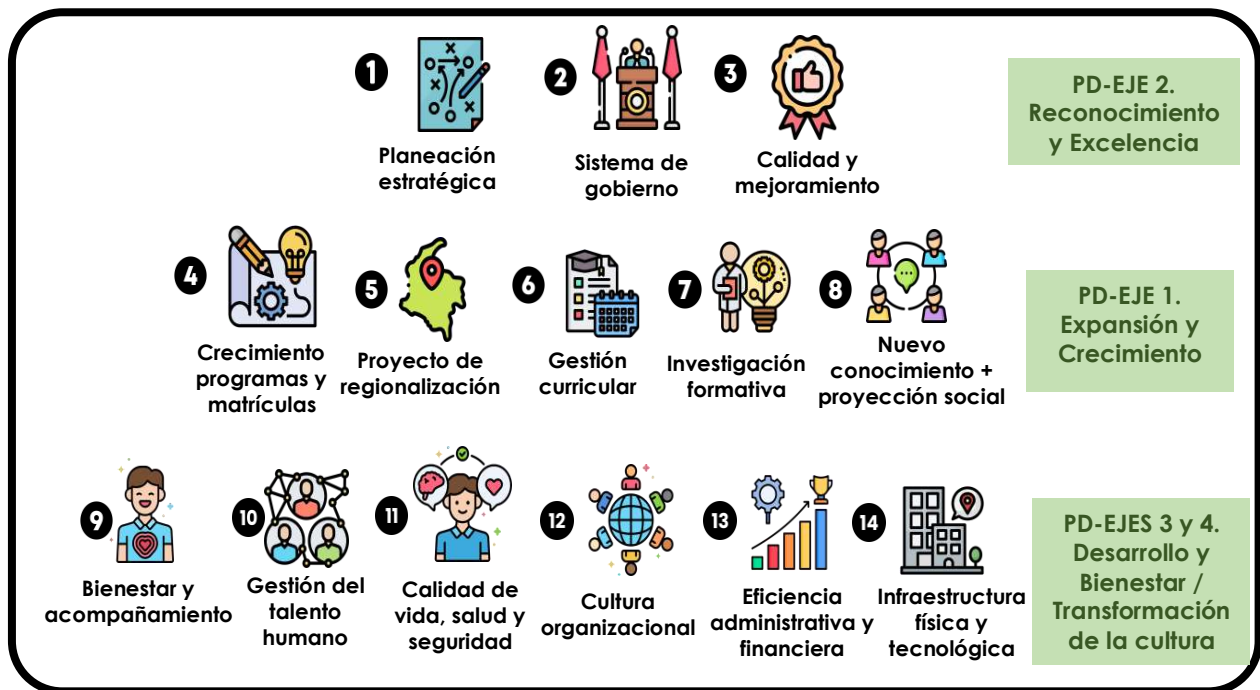 1
Planeación
estratégica
2
Sistema de
gobierno
3
Calidad y
mejoramiento
PD-EJE 2.
Reconocimiento
y Excelencia
4
Crecimiento
programas y
matrículas
5
Proyecto de
regionalización
6
Gestión
curricular
7
Investigación
formativa
8
Nuevo
conocimiento +
proyección social
PD-EJE 1.
Expansión y
Crecimiento
9
Bienestar y
acompañamiento
10
Gestión del
talento
humano
11
Calidad de
vida, salud y
seguridad
12
Cultura
organizacional
13
Eficiencia
administrativa y
financiera
14
Infraestructura
física y
tecnológica
PD-EJES 3 y 4.
Desarrollo y
Bienestar /
Transformación
de la cultura